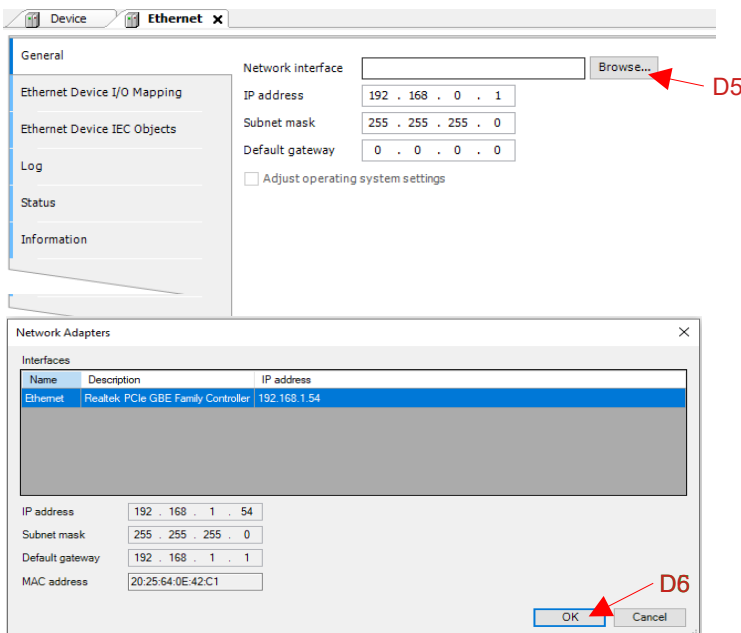 Device Ethernet x
General
Network interface Browse...
D5
Ethernet Device I/O Mapping
IP address 192 . 168 . 0 . 1
Subnet mask 255 . 255 . 255 . 0
Ethernet Device IEC Objects
Default gateway 0 . 0 . 0 . 0
Log
Adjust operating system settings
Status
Information
Network Adapters
Interfaces
Name Description IP address
Ethernet Realtek PCIe GBE Family Controller 192.168.1.54
IP address 192 . 168 . 1 . 54
Subnet mask 255 . 255 . 255 . 0
Default gateway 192 . 168 . 1 . 1
MAC address 20:25:64:0E:42:C1
D6
OK Cancel